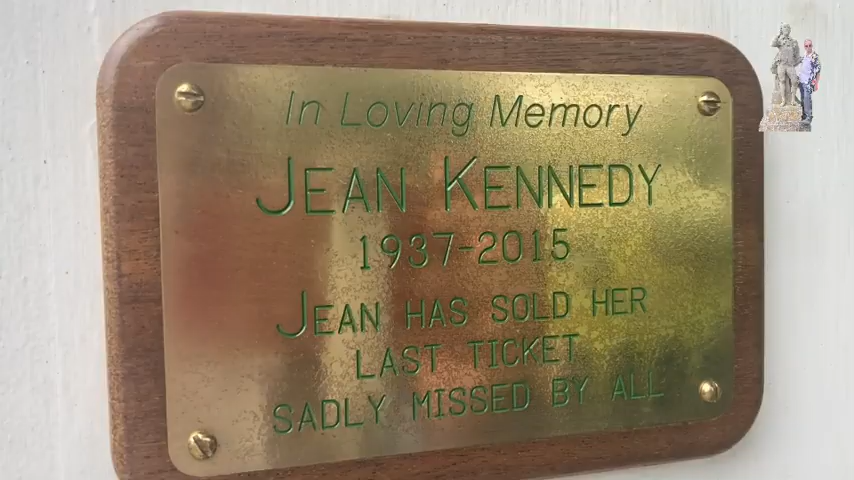 In Loving Memory
JEAN KENNEDY
1937-2015
JEAN HAS SOLD HER
LAST TICKET
SADLY MISSED BY ALL